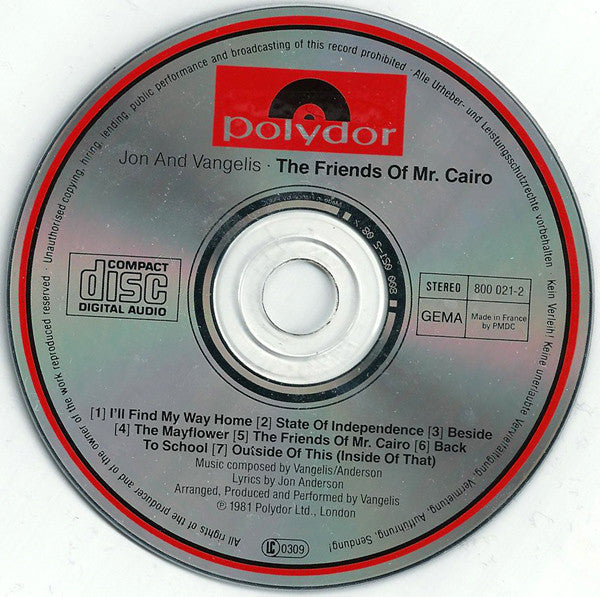 Unauthorised copying, hiring, lending, public performance and broadcasting of this record prohibited · Alle Urheber- und Leistungsschutzrechte vorbehalten · Kein Verleih! Keine unerlaubte Vervielfältigung, Vermietung, Aufführung, Sendung!
polydor
Jon And Vangelis · The Friends Of Mr. Cairo
COMPACT
disc
DIGITAL AUDIO
STEREO 800 021-2
GEMA Made in France
by PMDC
[1] I'll Find My Way Home [2] State Of Independence [3] Beside
[4] The Mayflower [5] The Friends Of Mr. Cairo [6] Back
To School [7] Outside Of This (Inside Of That)
Music composed by Vangelis/Anderson
Lyrics by Jon Anderson
Arranged, Produced and Performed by Vangelis
℗ 1981 Polydor Ltd., London
LC 0309
All rights of the producer and of the owner of the work reproduced reserved ·